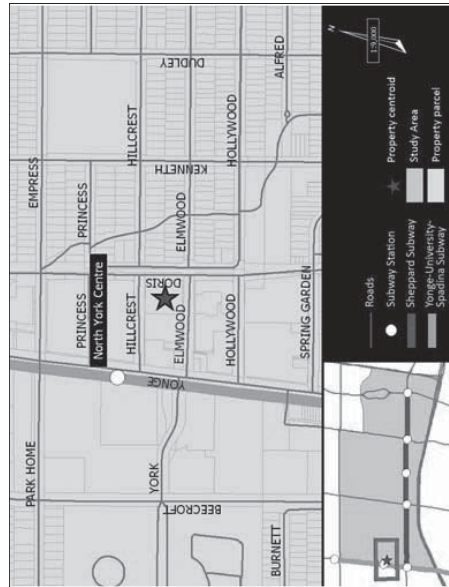 PARK HOME
EMPRESS
PRINCESS
PRINCESS
North York Centre
HILLCREST
HILLCREST
YORK
ELMWOOD
ELMWOOD
HOLLYWOOD
HOLLYWOOD
BURNETT
SPRING GARDEN
ALFRED
BEECROFT
YONGE
DORIS
KENNETH
DUDLEY
Roads
Subway Station
Sheppard Subway
Yonge-University-
Spadina Subway
Property centroid
Study Area
Property parcel
1:9,000
N